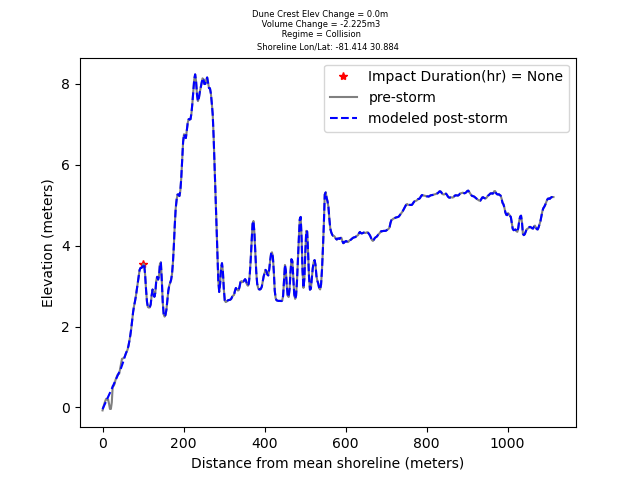 Dune Crest Elev Change = 0.0m
Volume Change = -2.225m3
Regime = Collision
Shoreline Lon/Lat: -81.414 30.884
Impact Duration(hr) = None
pre-storm
modeled post-storm
Elevation (meters)
8
6
4
2
0
0 200 400 600 800 1000
Distance from mean shoreline (meters)